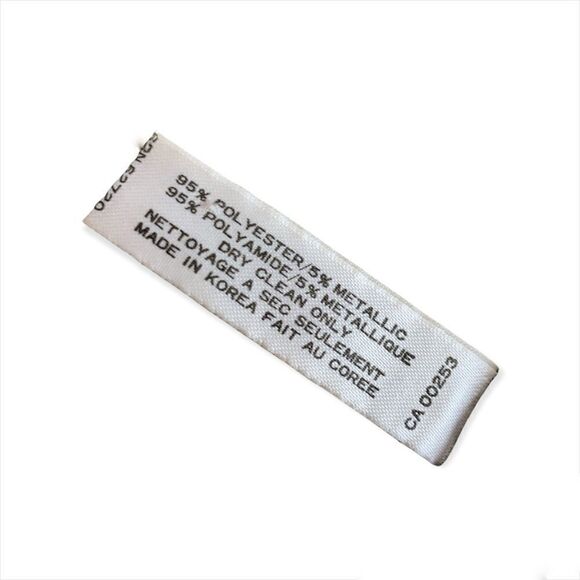 95% POLYESTER/5% METALLIC
95% POLYAMIDE/5% METALLIQUE
DRY CLEAN ONLY
NETTOYAGE A SEC SEULEMENT
MADE IN KOREA FAIT AU COREE
CA 00253